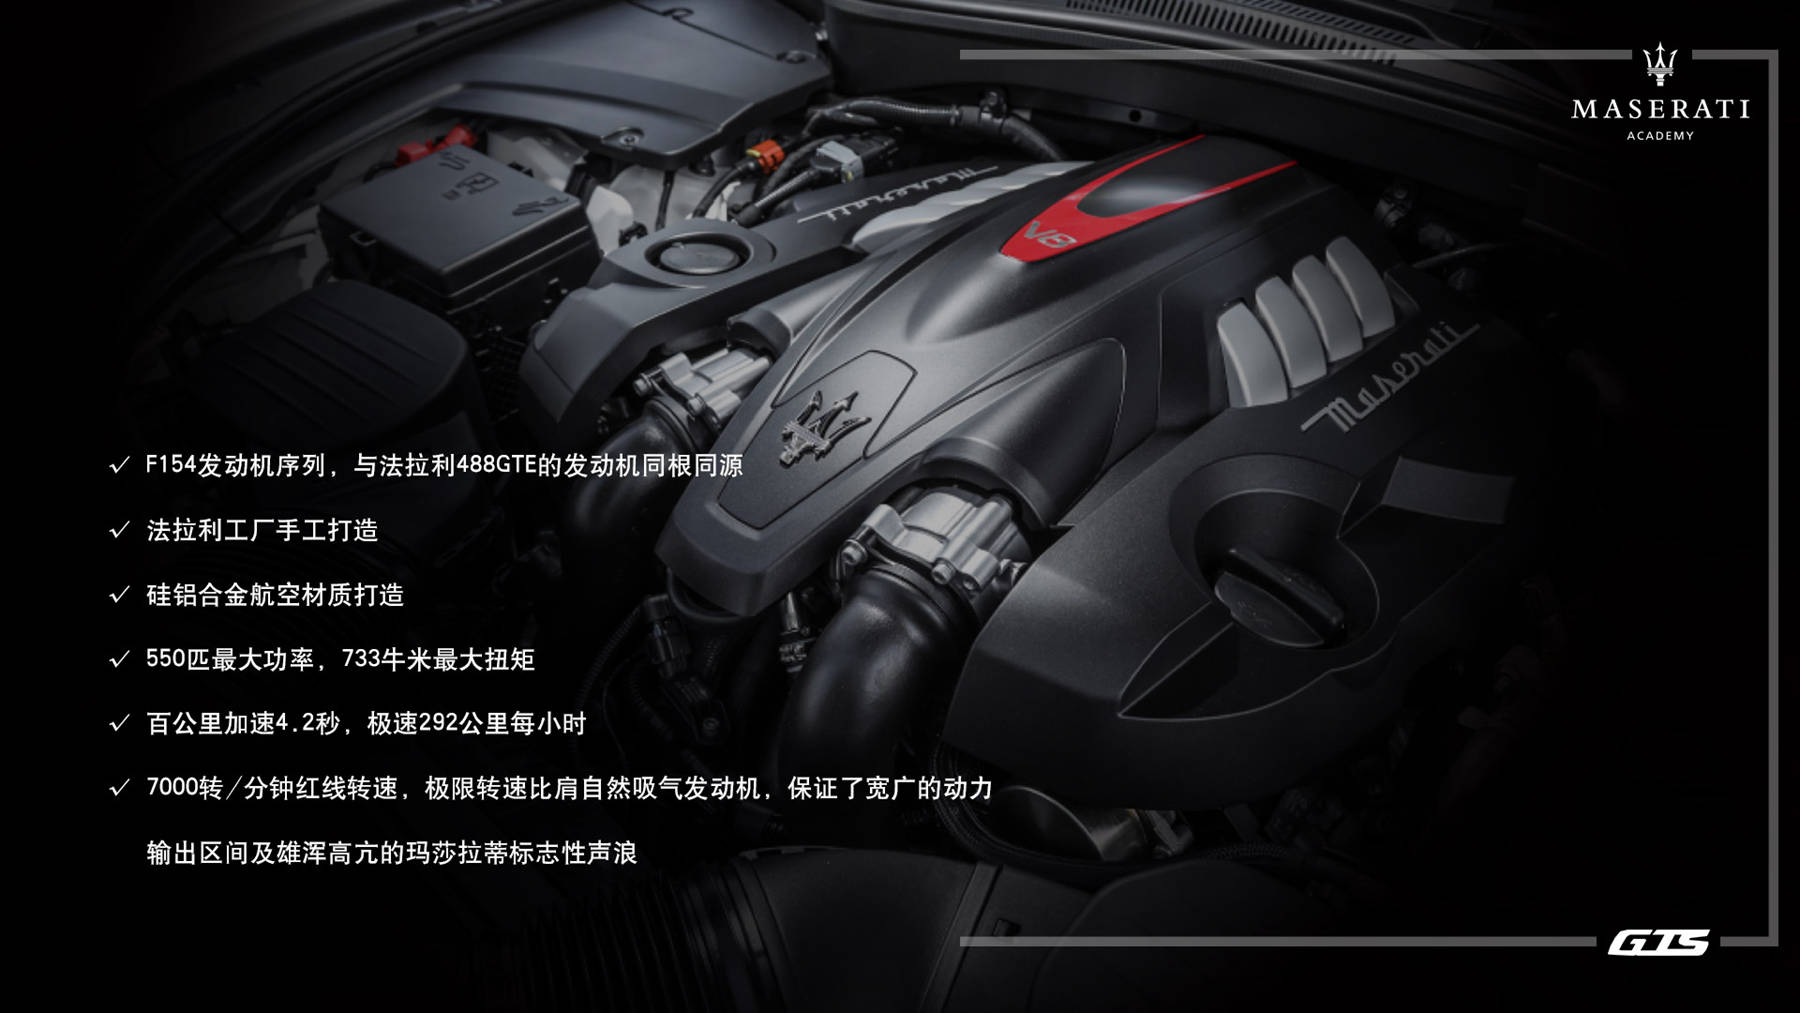 MASERATI
ACADEMY
Maserati
V8
Maserati
✓ F154发动机序列，与法拉利488GTE的发动机同根同源
✓ 法拉利工厂手工打造
✓ 硅铝合金航空材质打造
✓ 550匹最大功率，733牛米最大扭矩
✓ 百公里加速4.2秒，极速292公里每小时
✓ 7000转/分钟红线转速，极限转速比肩自然吸气发动机，保证了宽广的动力
输出区间及雄浑高亢的玛莎拉蒂标志性声浪
GTS